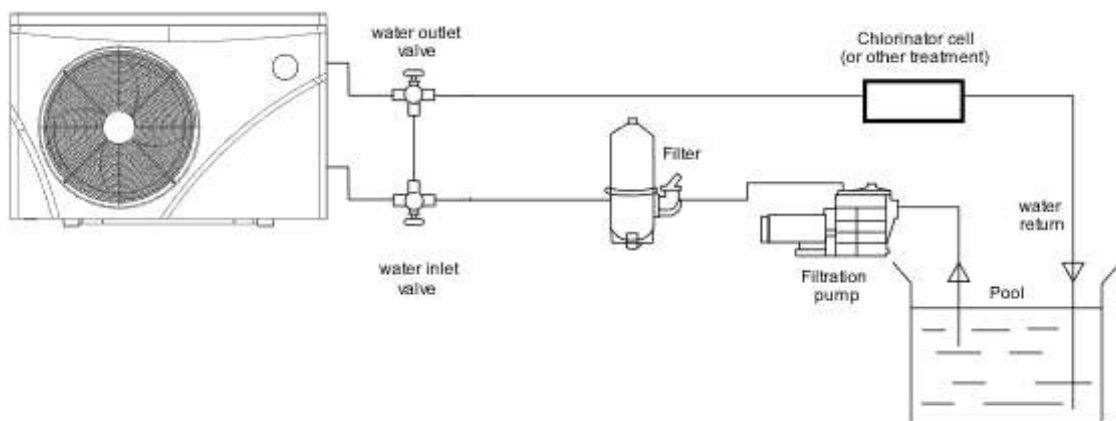 water outlet
valve
Chlorinator cell
(or other treatment)
Filter
water
return
water inlet
valve
Filtration
pump
Pool